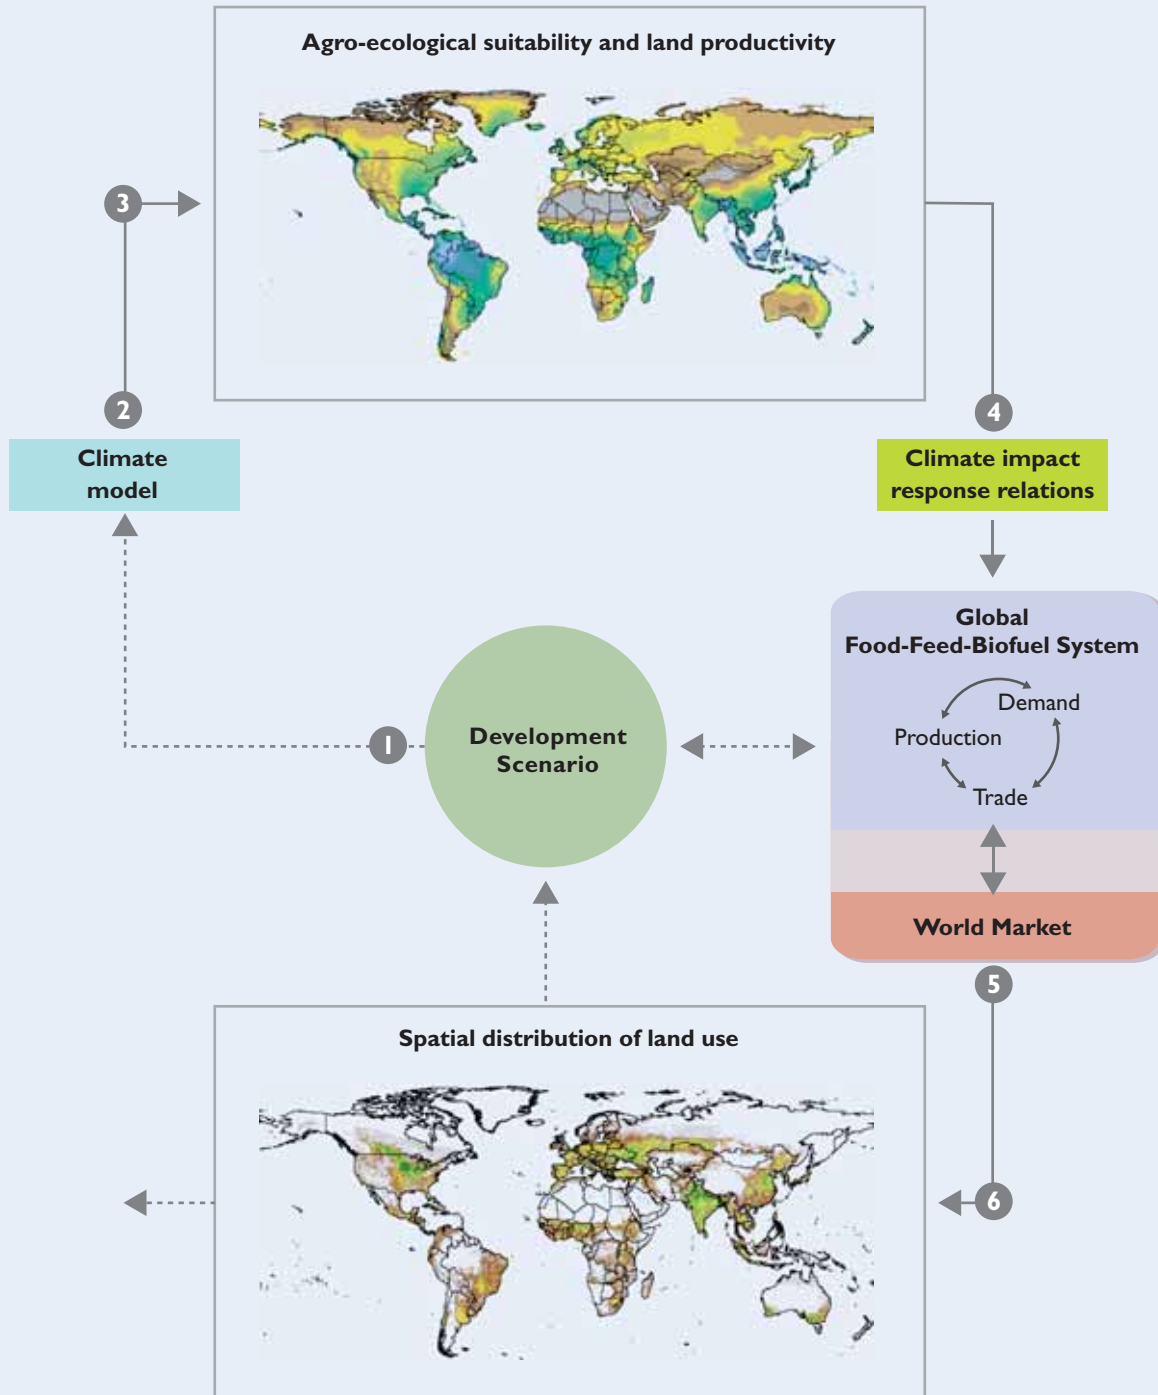 Agro-ecological suitability and land productivity
3
2
4
Climate
model
Climate impact
response relations
Global
Food-Feed-Biofuel System
Demand
Production
Trade
1
Development
Scenario
World Market
5
Spatial distribution of land use
6